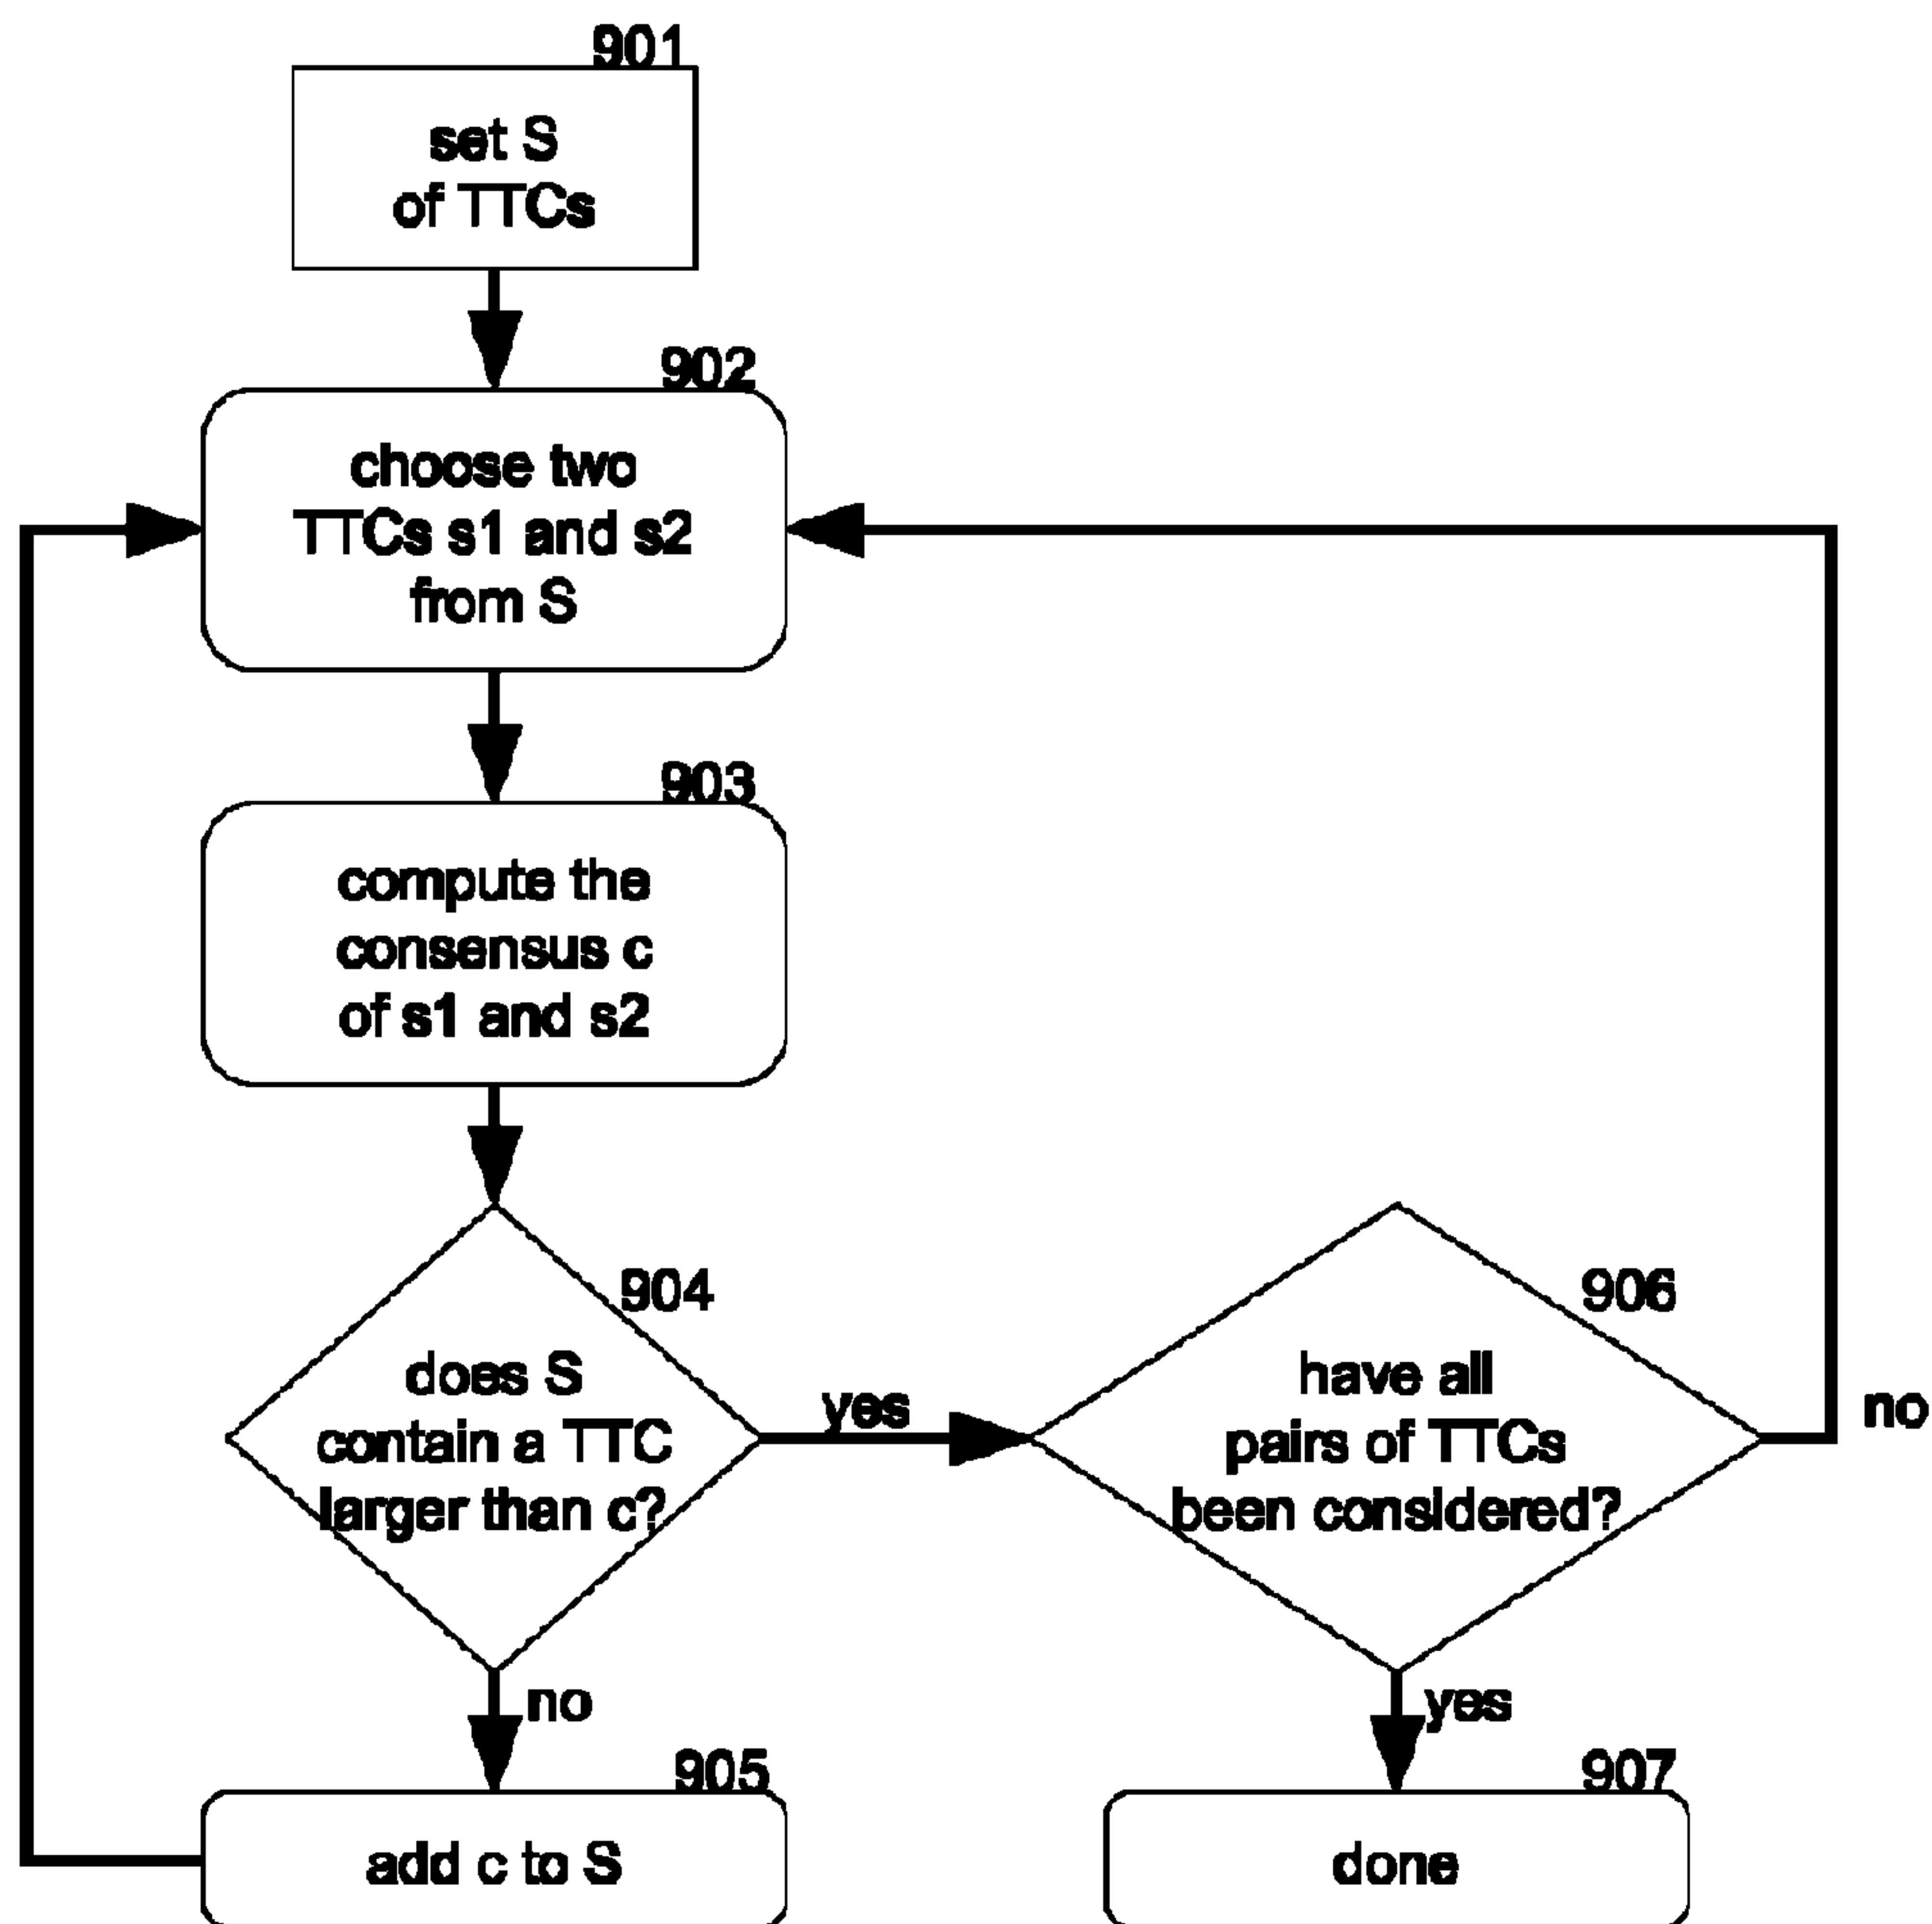 901
set S
of TTCs
902
choose two
TTCs s1 and s2
from S
903
compute the
consensus c
of s1 and s2
904
does S
contain a TTC
larger than c?
yes
906
have all
pairs of TTCs
been considered?
no
no
yes
905
add c to S
907
done